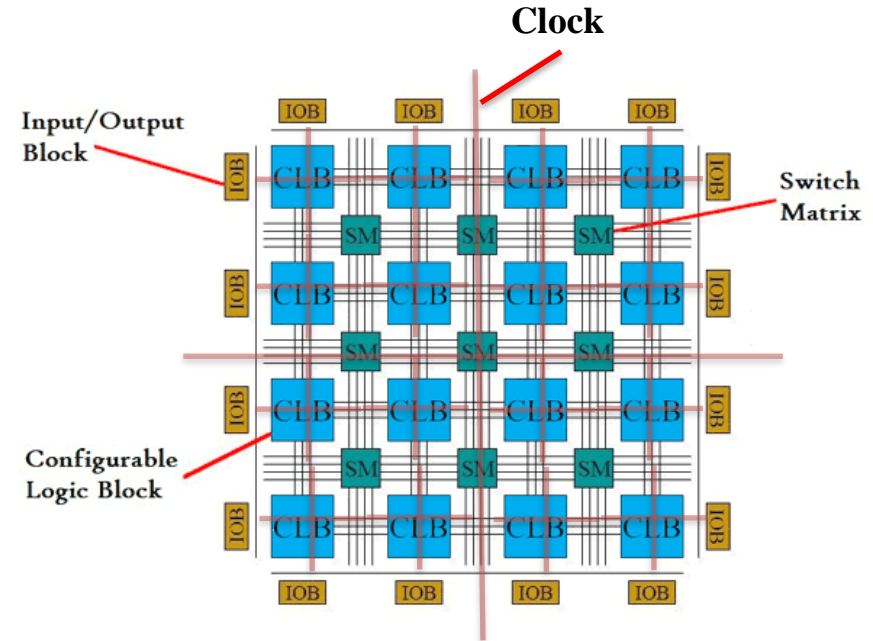 Clock
IOB IOB IOB IOB
Input/Output
Block
IOB CLB CLB CLB CLB IOB
Switch
Matrix
SM SM SM
IOB CLB CLB CLB CLB IOB
SM SM SM
IOB CLB CLB CLB CLB IOB
Configurable
Logic Block
SM SM SM
IOB CLB CLB CLB CLB IOB
IOB IOB IOB IOB